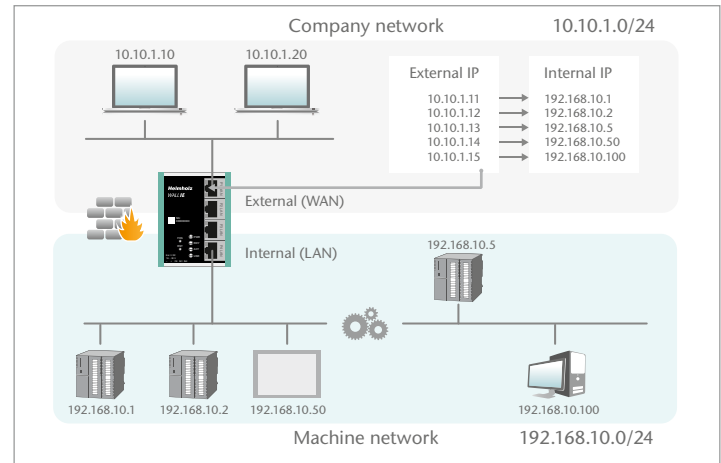 Company network 10.10.1.0/24
10.10.1.10 10.10.1.20
External IP Internal IP
10.10.1.11 192.168.10.1
10.10.1.12 192.168.10.2
10.10.1.13 192.168.10.5
10.10.1.14 192.168.10.50
10.10.1.15 192.168.10.100
Helmholz
WALL IE
External (WAN)
Internal (LAN)
192.168.10.5
192.168.10.1 192.168.10.2 192.168.10.50 192.168.10.100
Machine network 192.168.10.0/24